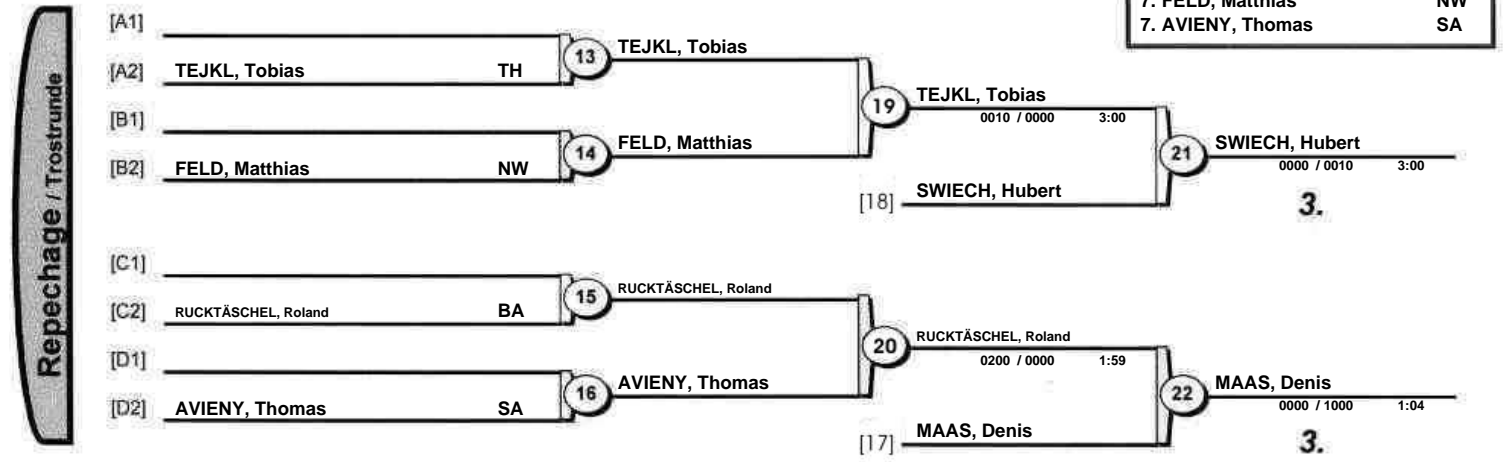 7. FELD, Matthias NW
7. AVIENY, Thomas SA
Repechage / Trostrunde
[A1]
[A2] TEJKL, Tobias TH
13 TEJKL, Tobias
[B1]
[B2] FELD, Matthias NW
14 FELD, Matthias
19 TEJKL, Tobias
0010 / 0000 3:00
[18] SWIECH, Hubert
21 SWIECH, Hubert
0000 / 0010 3:00
3.
[C1]
[C2] RUCKTÄSCHEL, Roland BA
15 RUCKTÄSCHEL, Roland
[D1]
[D2] AVIENY, Thomas SA
16 AVIENY, Thomas
20 RUCKTÄSCHEL, Roland
0200 / 0000 1:59
[17] MAAS, Denis
22 MAAS, Denis
0000 / 1000 1:04
3.